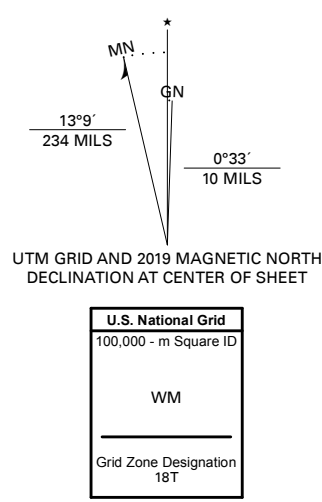 ★
MN
GN
13°9´
234 MILS
0°33´
10 MILS
UTM GRID AND 2019 MAGNETIC NORTH
DECLINATION AT CENTER OF SHEET
U.S. National Grid
100,000 - m Square ID
WM
Grid Zone Designation
18T